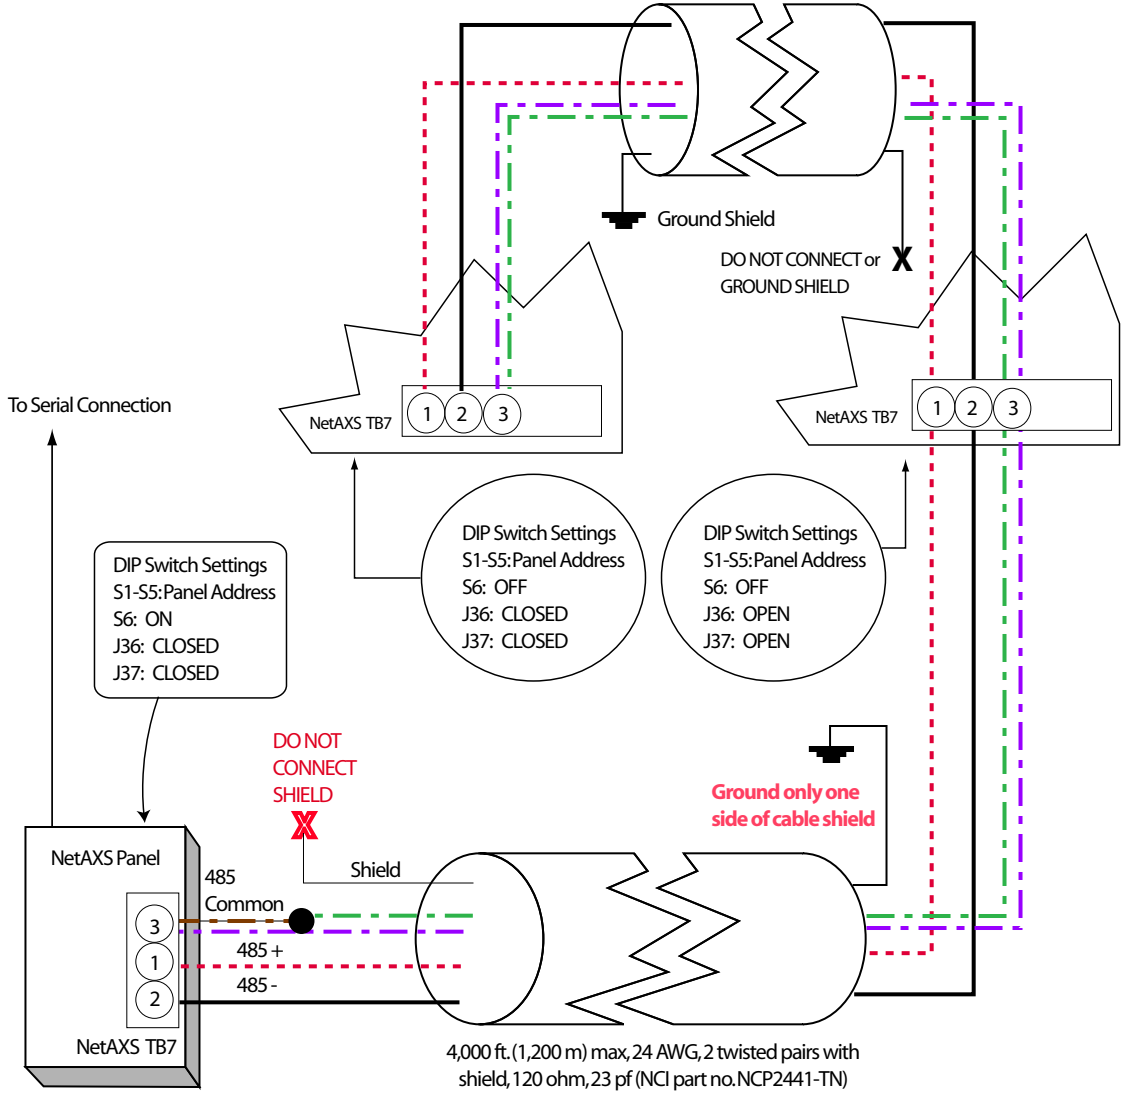 Ground Shield
DO NOT CONNECT or
GROUND SHIELD
X
To Serial Connection
NetAXS TB7
1 2 3
NetAXS TB7
1 2 3
DIP Switch Settings
S1-S5:Panel Address
S6: OFF
J36: CLOSED
J37: CLOSED
DIP Switch Settings
S1-S5:Panel Address
S6: OFF
J36: OPEN
J37: OPEN
DIP Switch Settings
S1-S5:Panel Address
S6: ON
J36: CLOSED
J37: CLOSED
DO NOT
CONNECT
SHIELD
X
Ground only one
side of cable shield
NetAXS Panel
485
Common
Shield
3
1
2
485 +
485 -
NetAXS TB7
4,000 ft. (1,200 m) max, 24 AWG, 2 twisted pairs with
shield, 120 ohm, 23 pf (NCI part no. NCP2441-TN)